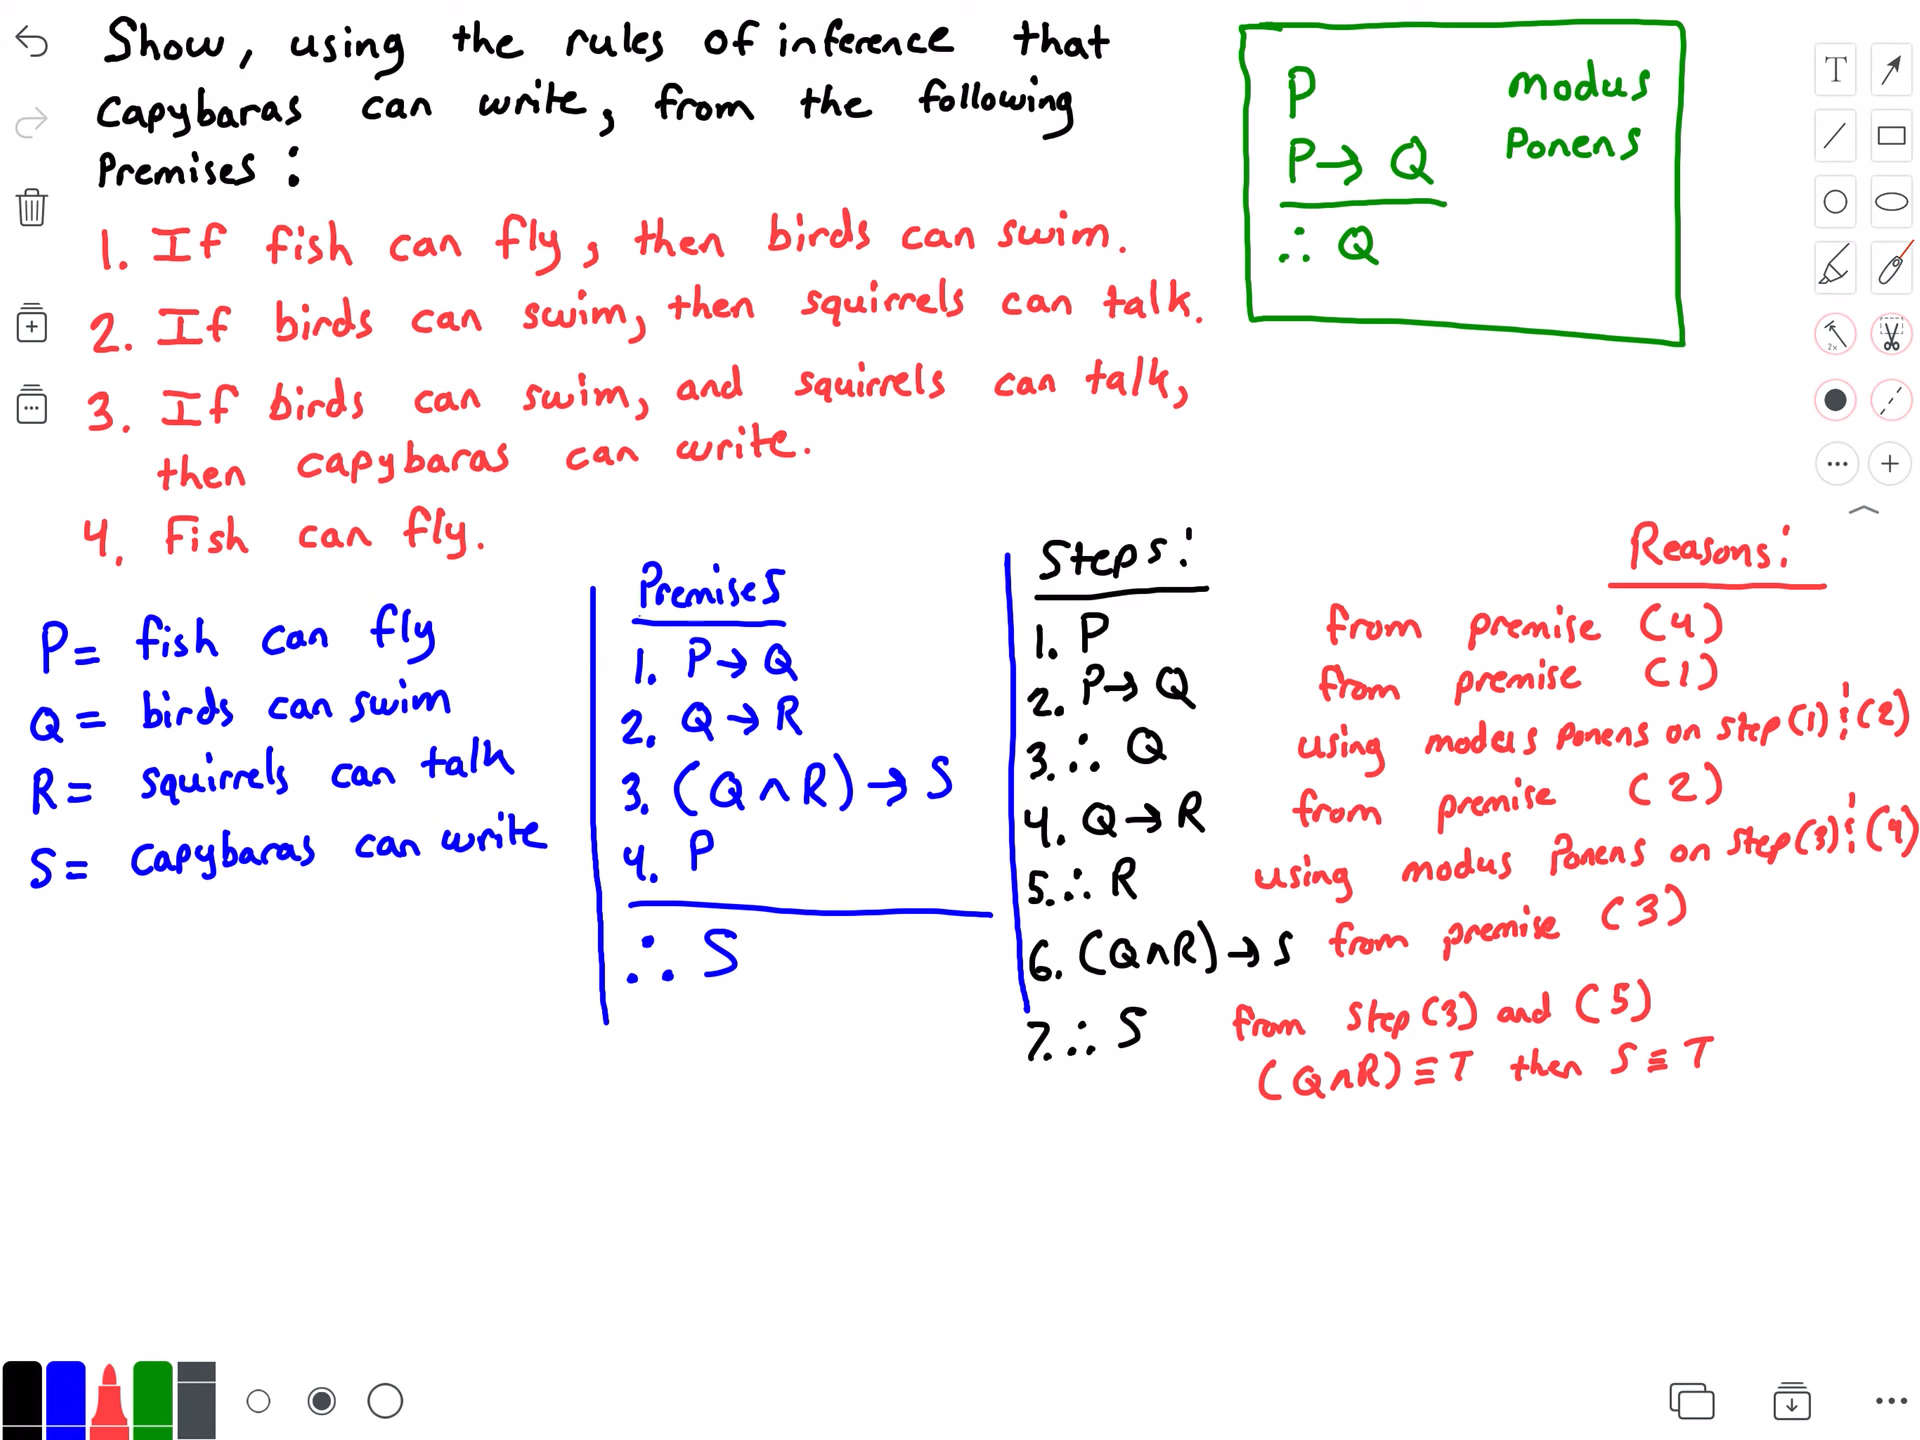 Show, using the rules of inference that
capybaras can write, from the following
Premises:
1. If fish can fly, then birds can swim.
2. If birds can swim, then squirrels can talk.
3. If birds can swim, and squirrels can talk,
then capybaras can write.
4. Fish can fly.
P modus
P→ Q Ponens
∴ Q
P= fish can fly
Q= birds can swim
R= squirrels can talk
S= Capybaras can write
Premises
1. P→Q
2. Q→R
3. (Q∧R)→S
4. P
∴ S
Steps: Reasons:
1. P from premise (4)
2. P→Q from premise (1)
3. ∴ Q using modus Ponens on step(1) & (2)
4. Q→R from premise (2)
5. ∴ R using modus Ponens on step(3) & (4)
6. (Q∧R)→S from premise (3)
7. ∴ S from step(3) and (5)
(Q∧R)≡T then S≡T
T
2x